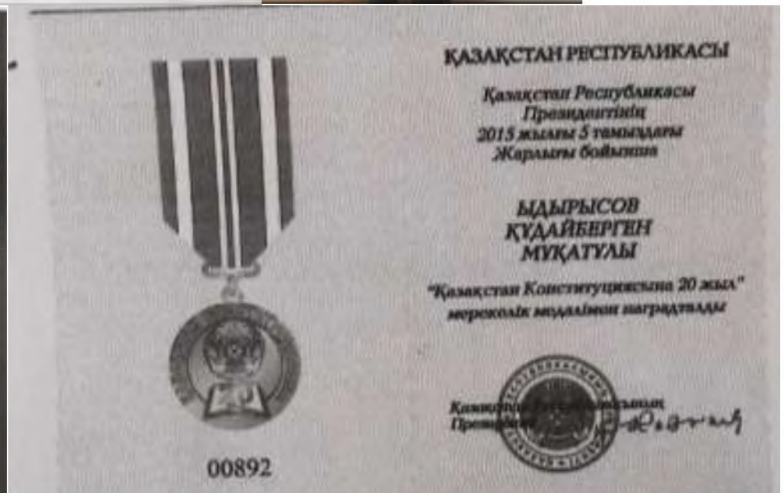 00892
ҚАЗАҚСТАН РЕСПУБЛИКАСЫ
Қазақстан Республикасы
Президентінің
2015 жылғы 5 тамыздағы
Жарлығы бойынша
ЫДЫРЫСОВ
ҚҰДАЙБЕРГЕН
МҰҚАТҰЛЫ
"Қазақстан Конституциясына 20 жыл"
мерекелік медалімен наградталды